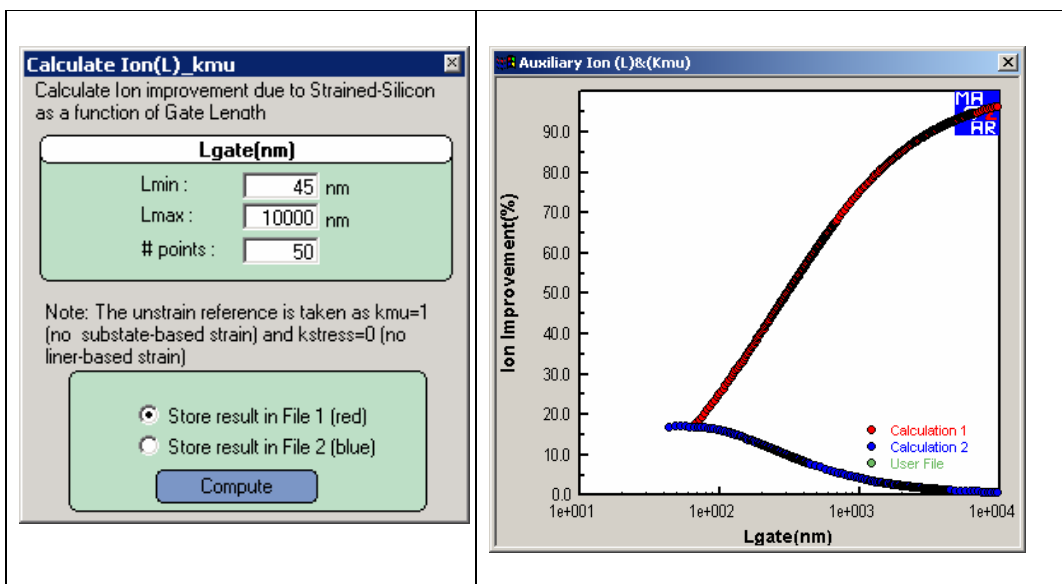 Calculate Ion(L)_kmu
Calculate Ion improvement due to Strained-Silicon
as a function of Gate Length
Lgate(nm)
Lmin : 45 nm
Lmax : 10000 nm
# points : 50
Note: The unstrain reference is taken as kmu=1
(no substate-based strain) and kstress=0 (no
liner-based strain)
Store result in File 1 (red)
Store result in File 2 (blue)
Compute
Auxiliary Ion (L)&(Kmu)
MA
AR
Ion Improvement(%)
90.0
80.0
70.0
60.0
50.0
40.0
30.0
20.0
10.0
0.0
Calculation 1
Calculation 2
User File
1e+001 1e+002 1e+003 1e+004
Lgate(nm)